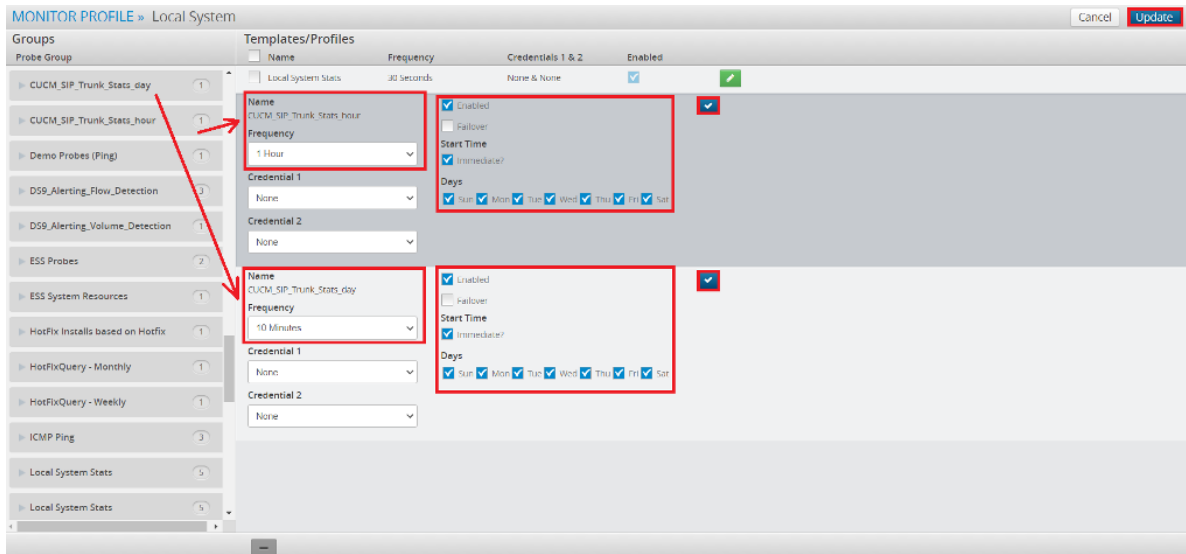 MONITOR PROFILE » Local System
Cancel
Update
Groups
Probe Group
CUCM_SIP_Trunk_Stats_day 1
CUCM_SIP_Trunk_Stats_hour 1
Demo Probes (Ping) 1
DS9_Alerting_Flow_Detection 3
DS9_Alerting_Volume_Detection 1
ESS Probes 2
ESS System Resources 1
HotFix Installs based on Hotfix 1
HotFixQuery - Monthly 1
HotFixQuery - Weekly 1
ICMP Ping 3
Local System Stats 5
Local System Stats 5
Templates/Profiles
Name Frequency Credentials 1 & 2 Enabled
Local System Stats 30 Seconds None & None
Name
CUCM_SIP_Trunk_Stats_hour
Frequency
1 Hour
Credential 1
None
Credential 2
None
Enabled
Failover
Start Time
Immediate?
Days
Sun Mon Tue Wed Thu Fri Sat
Name
CUCM_SIP_Trunk_Stats_day
Frequency
10 Minutes
Credential 1
None
Credential 2
None
Enabled
Failover
Start Time
Immediate?
Days
Sun Mon Tue Wed Thu Fri Sat